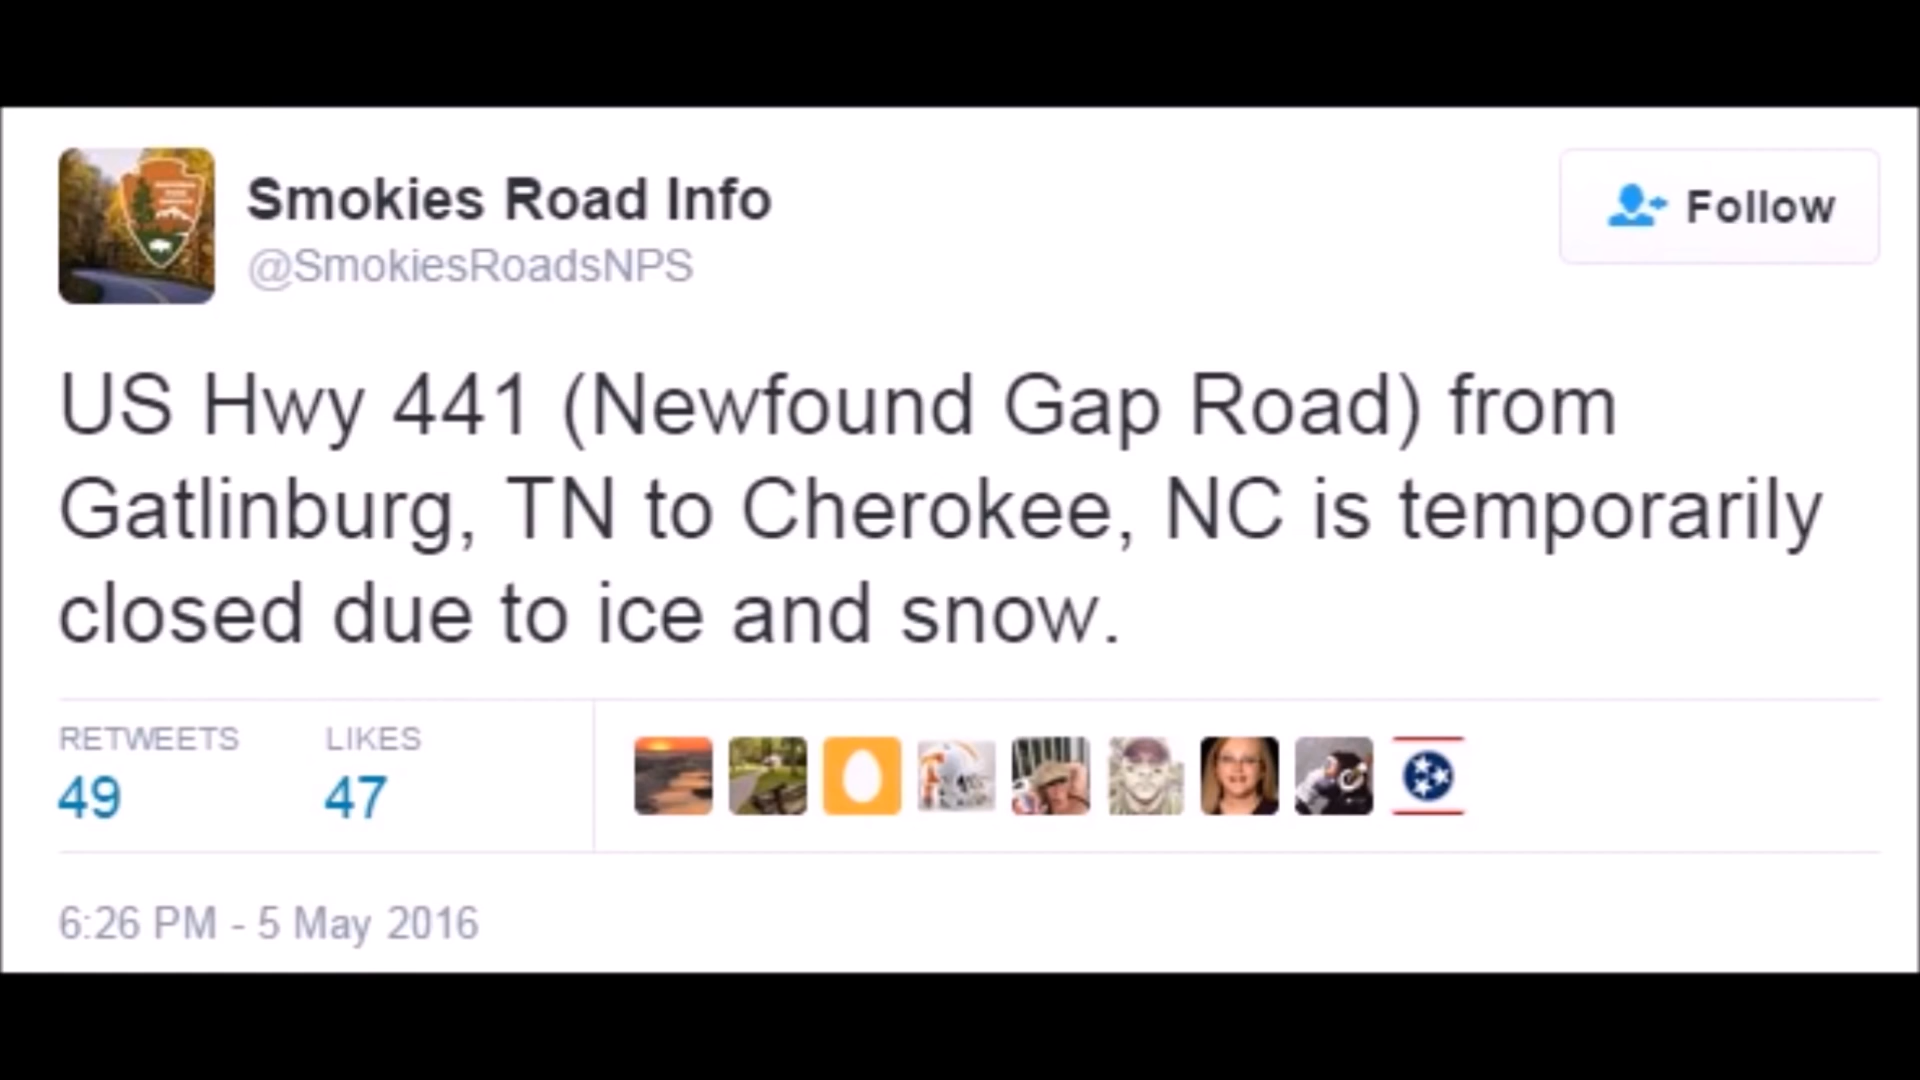 Smokies Road Info
@SmokiesRoadsNPS
Follow
US Hwy 441 (Newfound Gap Road) from
Gatlinburg, TN to Cherokee, NC is temporarily
closed due to ice and snow.
RETWEETS LIKES
49 47
6:26 PM - 5 May 2016